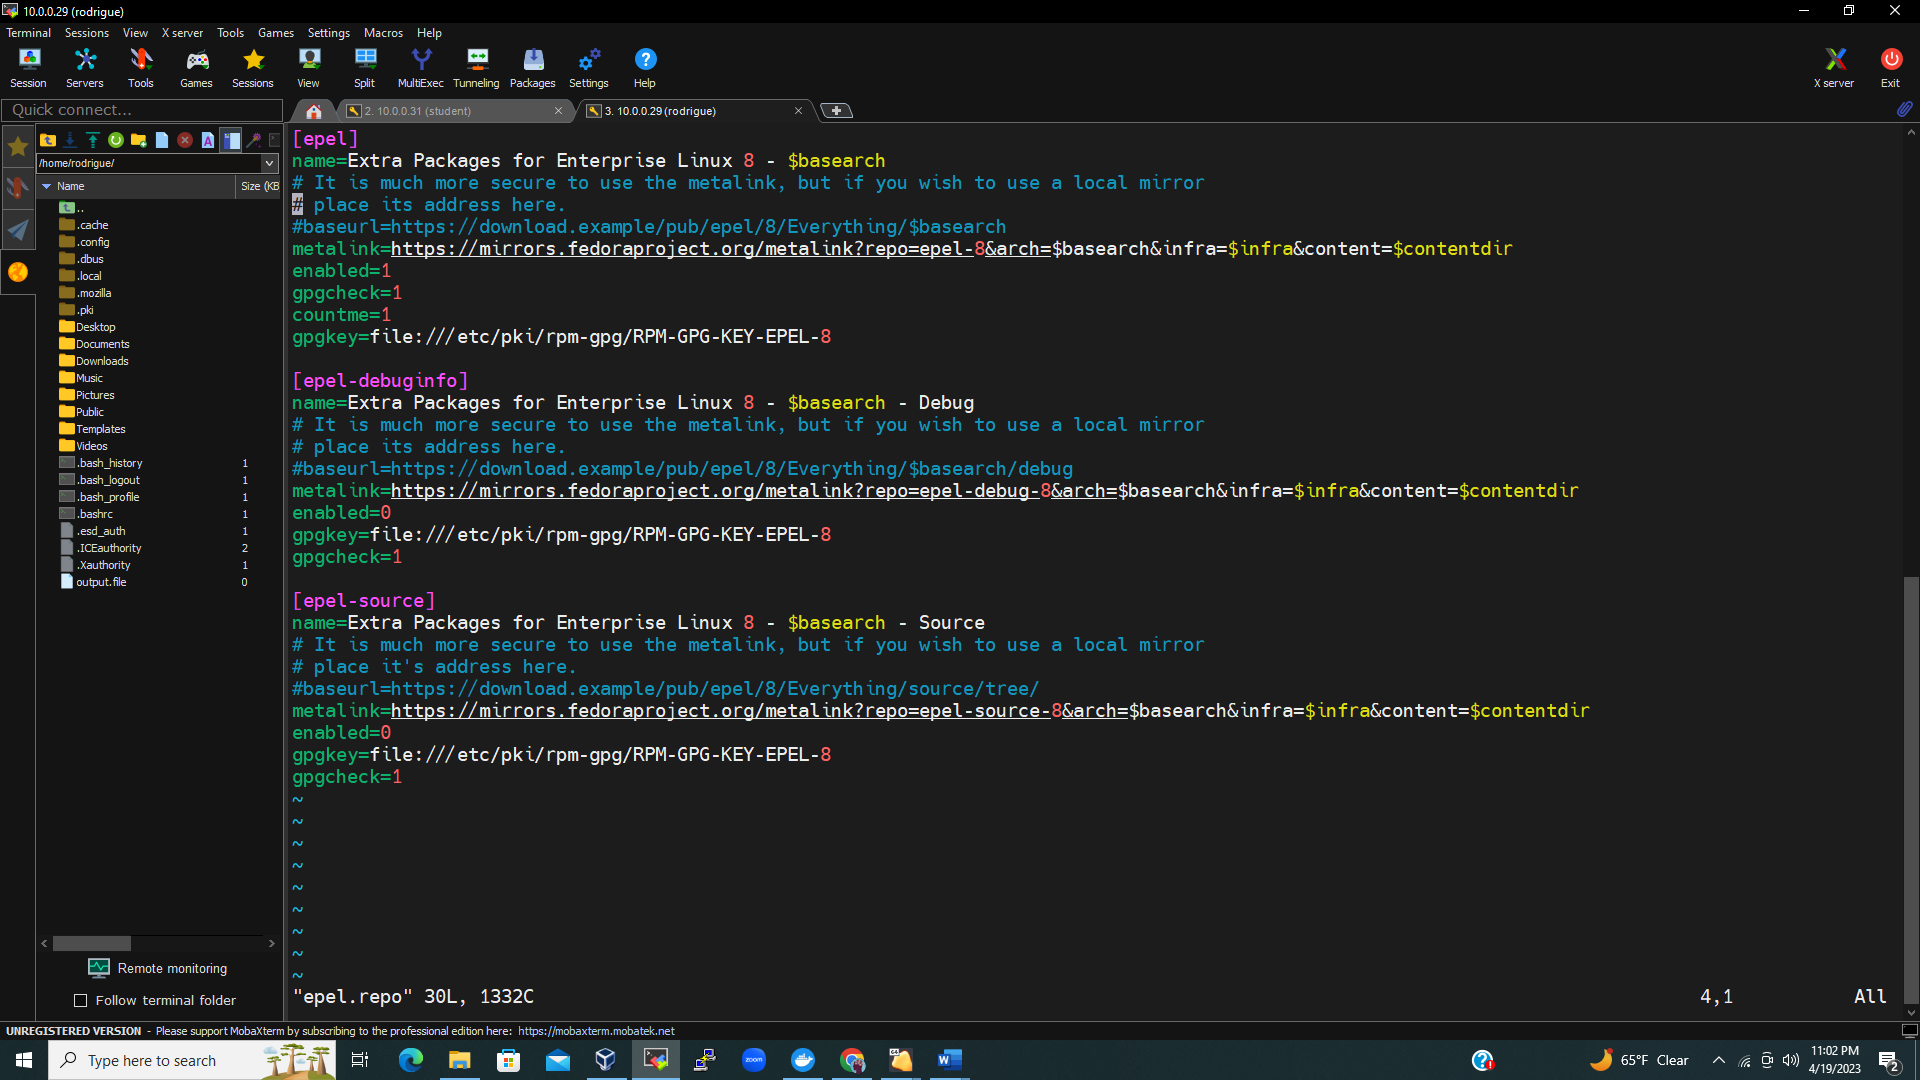 10.0.0.29 (rodrigue)
Terminal Sessions View X server Tools Games Settings Macros Help
Session Servers Tools Games Sessions View Split MultiExec Tunneling Packages Settings Help X server Exit
Quick connect...
2. 10.0.0.31 (student)
3. 10.0.0.29 (rodrigue)
/home/rodrigue/
Name Size (KB
..
.cache
.config
.dbus
.local
.mozilla
.pki
Desktop
Documents
Downloads
Music
Pictures
Public
Templates
Videos
.bash_history 1
.bash_logout 1
.bash_profile 1
.bashrc 1
.esd_auth 1
.ICEauthority 2
.Xauthority 1
output.file 0
Remote monitoring
Follow terminal folder
[epel]
name=Extra Packages for Enterprise Linux 8 - $basearch
# It is much more secure to use the metalink, but if you wish to use a local mirror
# place its address here.
#baseurl=https://download.example/pub/epel/8/Everything/$basearch
metalink=https://mirrors.fedoraproject.org/metalink?repo=epel-8&arch=$basearch&infra=$infra&content=$contentdir
enabled=1
gpgcheck=1
countme=1
gpgkey=file:///etc/pki/rpm-gpg/RPM-GPG-KEY-EPEL-8
[epel-debuginfo]
name=Extra Packages for Enterprise Linux 8 - $basearch - Debug
# It is much more secure to use the metalink, but if you wish to use a local mirror
# place its address here.
#baseurl=https://download.example/pub/epel/8/Everything/$basearch/debug
metalink=https://mirrors.fedoraproject.org/metalink?repo=epel-debug-8&arch=$basearch&infra=$infra&content=$contentdir
enabled=0
gpgkey=file:///etc/pki/rpm-gpg/RPM-GPG-KEY-EPEL-8
gpgcheck=1
[epel-source]
name=Extra Packages for Enterprise Linux 8 - $basearch - Source
# It is much more secure to use the metalink, but if you wish to use a local mirror
# place it's address here.
#baseurl=https://download.example/pub/epel/8/Everything/source/tree/
metalink=https://mirrors.fedoraproject.org/metalink?repo=epel-source-8&arch=$basearch&infra=$infra&content=$contentdir
enabled=0
gpgkey=file:///etc/pki/rpm-gpg/RPM-GPG-KEY-EPEL-8
gpgcheck=1
~
~
~
~
~
~
~
~
~
"epel.repo" 30L, 1332C 4,1 All
UNREGISTERED VERSION - Please support MobaXterm by subscribing to the professional edition here: https://mobaxterm.mobatek.net
Type here to search
zoom
65°F Clear
11:02 PM
4/19/2023
2